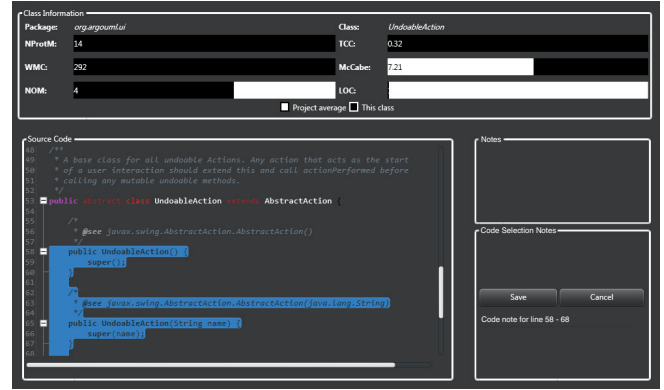 Class Information
Package: org.argouml.ui Class: UndoableAction
NProtM: 14 TCC: 0.32
WMC: 292 McCabe: 7.21
NOM: 4 LOC:
Project average This class
Source Code
48 /**
49 * A base class for all undoable Actions. Any action that acts as the start
50 * of a user interaction should extend this and call actionPerformed before
51 * calling any mutable undoable methods.
52 */
53 public abstract class UndoableAction extends AbstractAction {
54
55 /*
56 * @see javax.swing.AbstractAction.AbstractAction()
57 */
58 public UndoableAction() {
59 super();
60 }
61
62 /*
63 * @see javax.swing.AbstractAction.AbstractAction(java.lang.String)
64 */
65 public UndoableAction(String name) {
66 super(name);
67 }
68
Notes
Code Selection Notes
Save Cancel
Code note for line 58 - 68